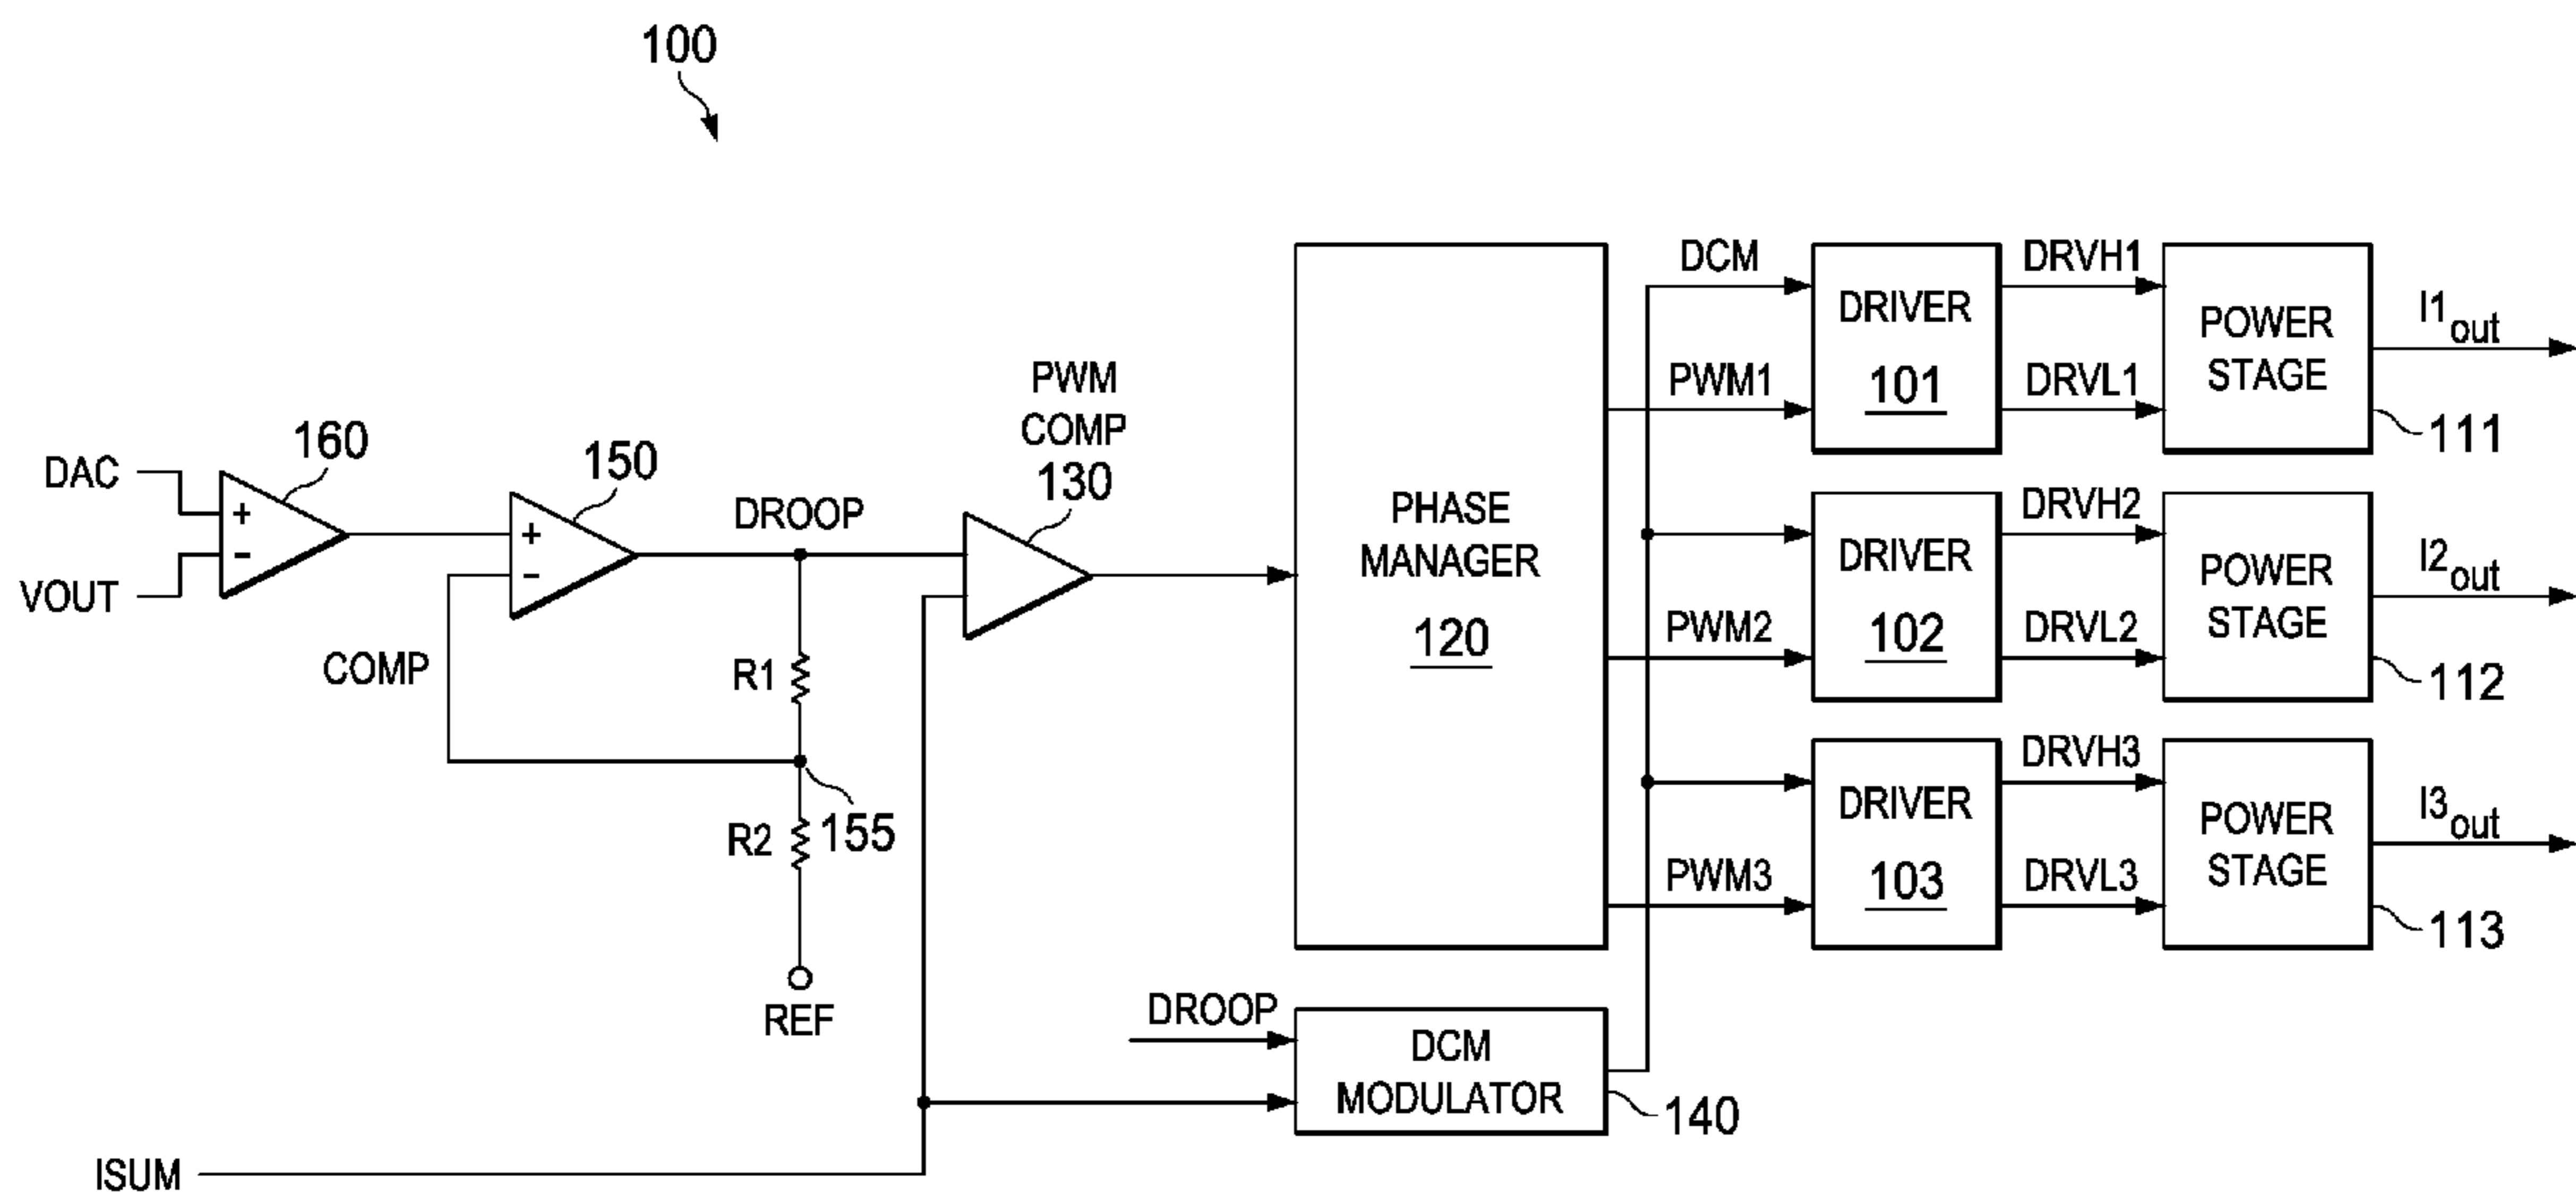 100
DCM
DRVH1
DRIVER
101
POWER
STAGE
I1out
PWM1
DRVL1
111
PWM
COMP
130
160
150
DAC
+
-
VOUT
+
-
DROOP
COMP
R1
155
R2
REF
PHASE
MANAGER
120
DRVH2
DRIVER
102
POWER
STAGE
I2out
PWM2
DRVL2
112
DRVH3
DRIVER
103
POWER
STAGE
I3out
PWM3
DRVL3
113
DROOP
DCM
MODULATOR
140
ISUM